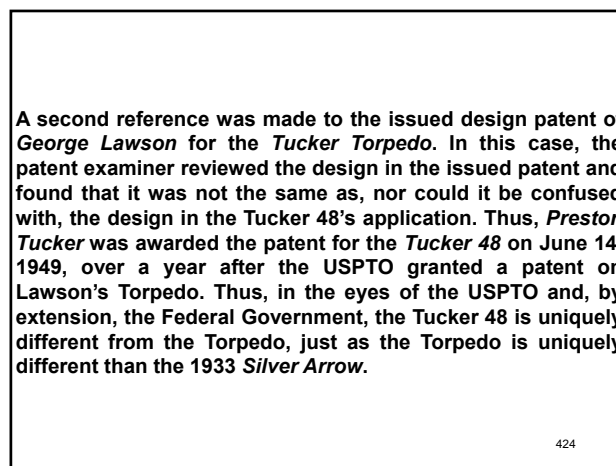 A second reference was made to the issued design patent of
George Lawson for the Tucker Torpedo. In this case, the
patent examiner reviewed the design in the issued patent and
found that it was not the same as, nor could it be confused
with, the design in the Tucker 48's application. Thus, Preston
Tucker was awarded the patent for the Tucker 48 on June 14
1949, over a year after the USPTO granted a patent on
Lawson's Torpedo. Thus, in the eyes of the USPTO and, by
extension, the Federal Government, the Tucker 48 is uniquely
different from the Torpedo, just as the Torpedo is uniquely
different than the 1933 Silver Arrow.
424